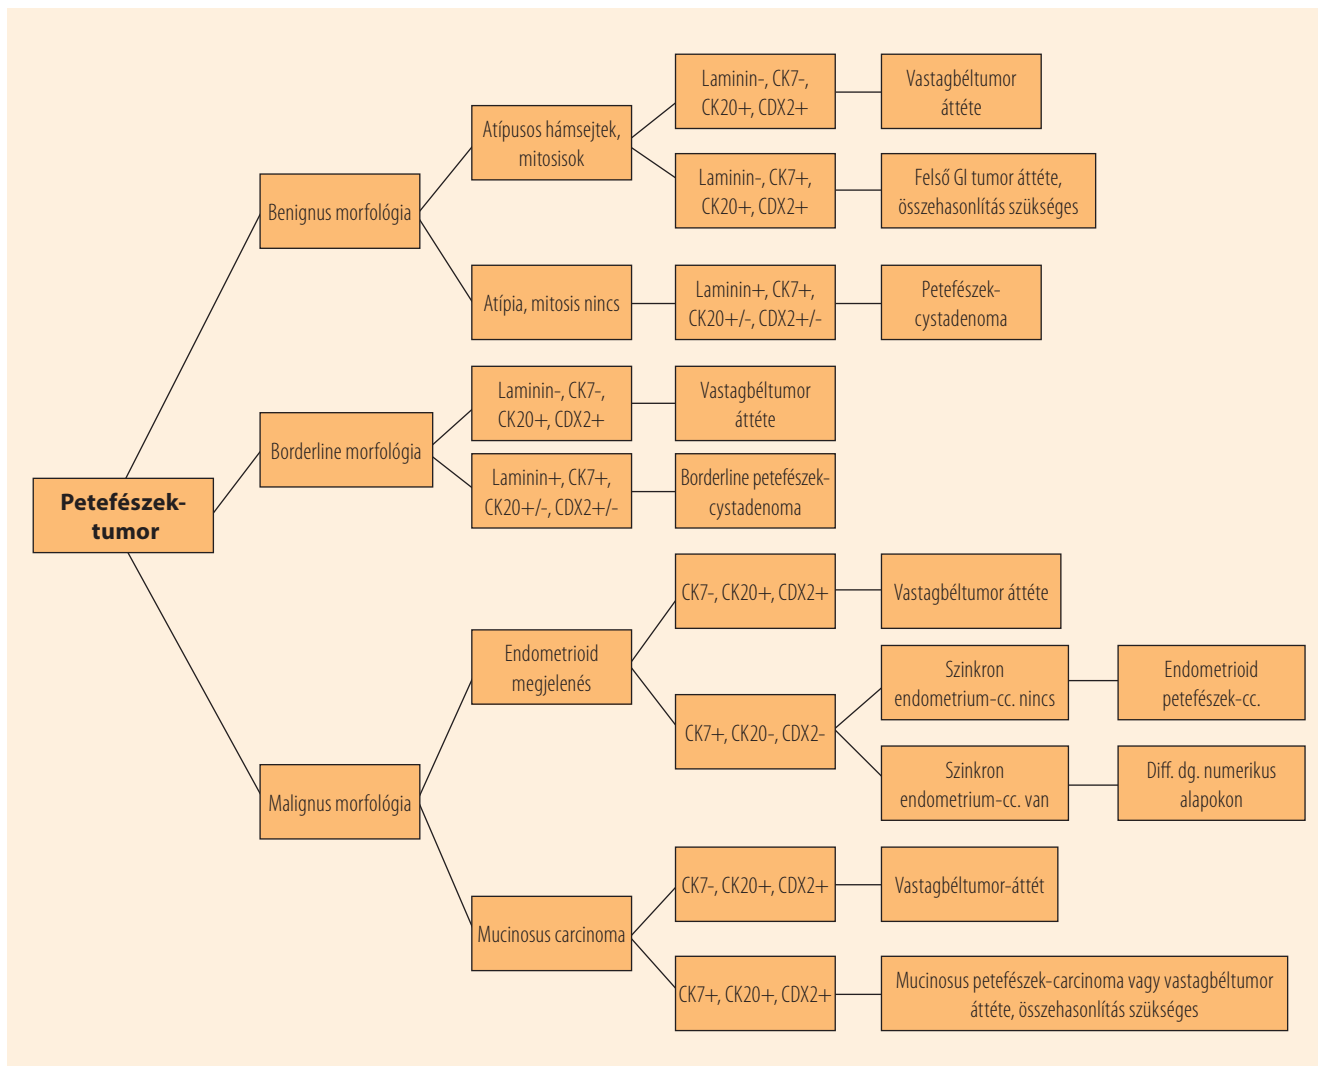 Petefészek-
tumor
Benignus morfológia
Atípusos hámsejtek,
mitosisok
Laminin-, CK7-,
CK20+, CDX2+
Vastagbéltumor
áttéte
Laminin-, CK7+,
CK20+, CDX2+
Felső GI tumor áttéte,
összehasonlítás szükséges
Atípia, mitosis nincs
Laminin+, CK7+,
CK20+/-, CDX2+/-
Petefészek-
cystadenoma
Borderline morfológia
Laminin-, CK7-,
CK20+, CDX2+
Vastagbéltumor
áttéte
Laminin+, CK7+,
CK20+/-, CDX2+/-
Borderline petefészek-
cystadenoma
Malignus morfológia
Endometrioid
megjelenés
CK7-, CK20+, CDX2+
Vastagbéltumor áttéte
CK7+, CK20-, CDX2-
Szinkron
endometrium-cc. nincs
Endometrioid
petefészek-cc.
Szinkron
endometrium-cc. van
Diff. dg. numerikus
alapokon
Mucinosus carcinoma
CK7-, CK20+, CDX2+
Vastagbéltumor-áttét
CK7+, CK20+, CDX2+
Mucinosus petefészek-carcinoma vagy vastagbéltumor
áttéte, összehasonlítás szükséges